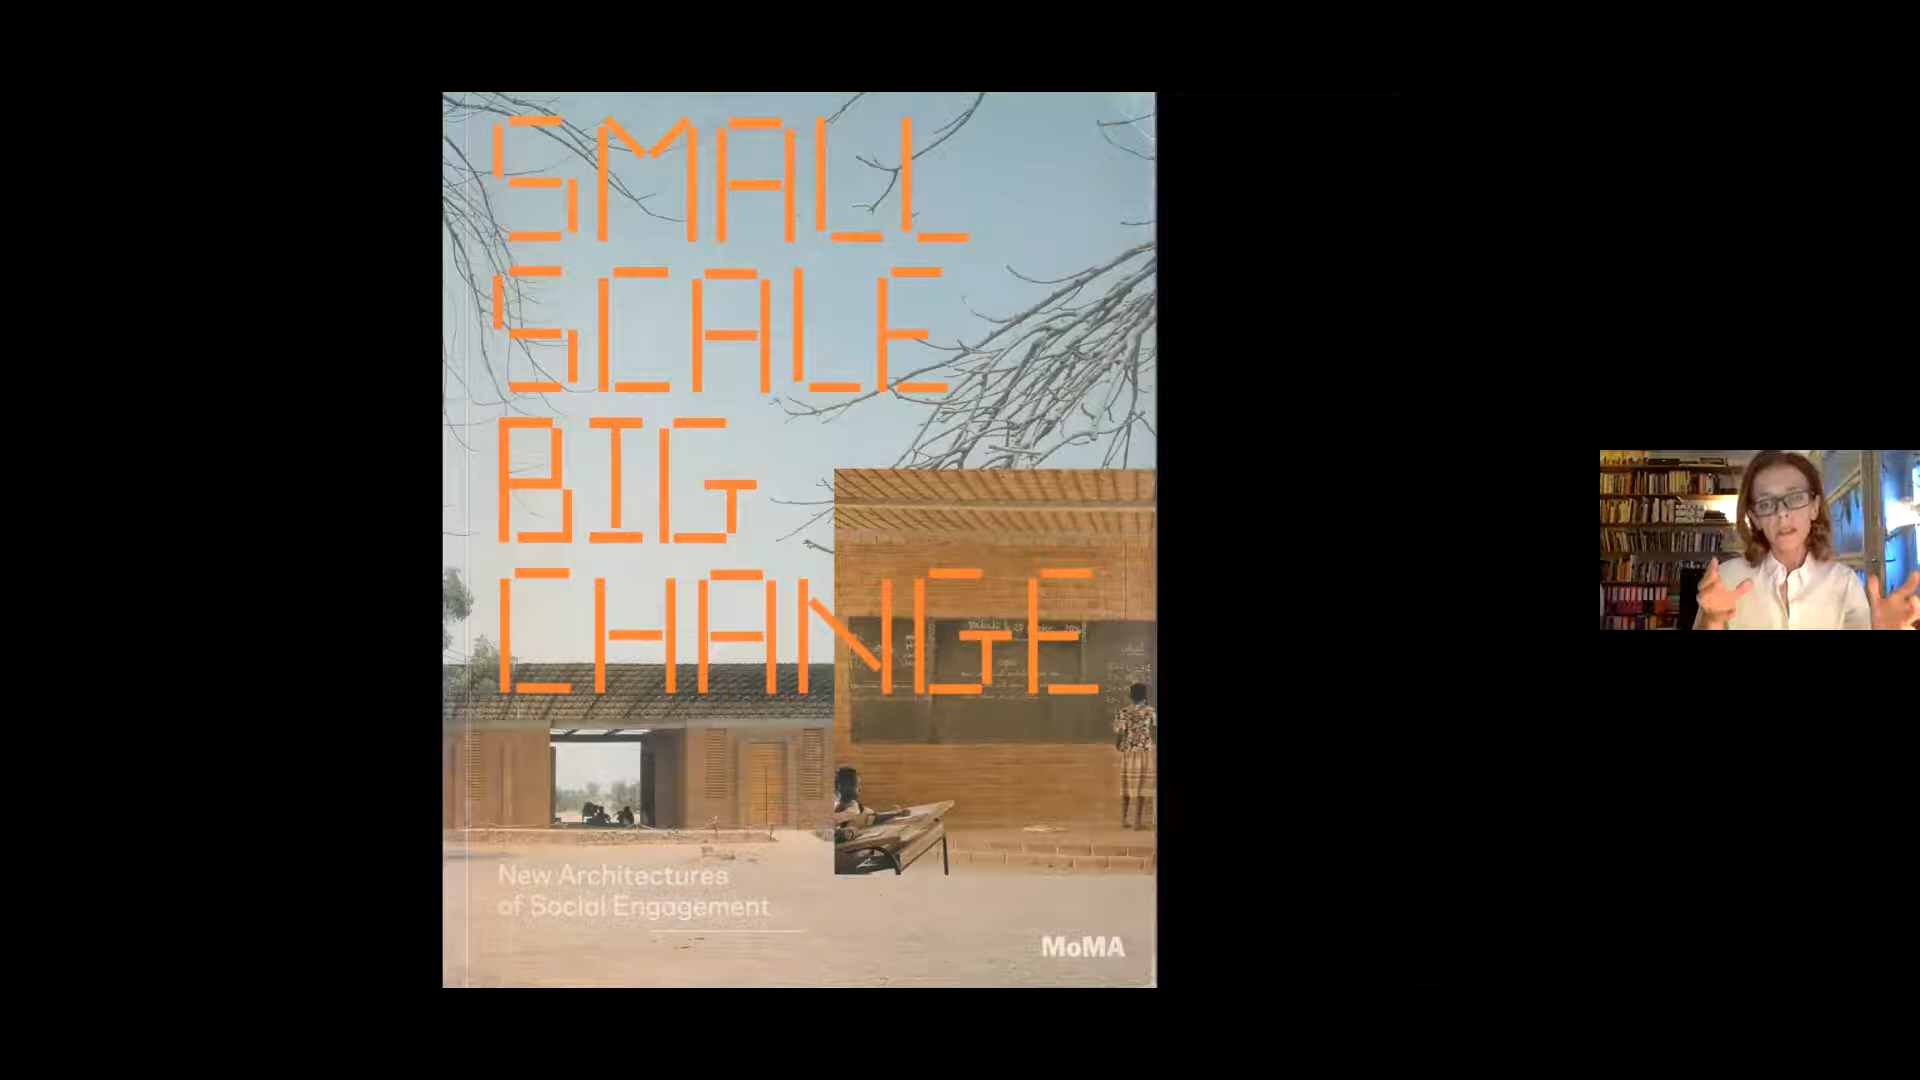 SMALL
SCALE
BIG
CHANGE
New Architectures
of Social Engagement
MoMA